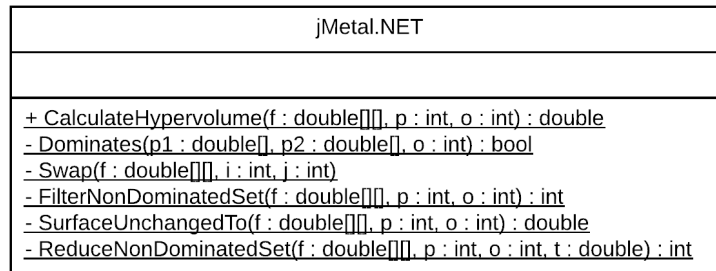 jMetal.NET
+ CalculateHypervolume(f : double[][], p : int, o : int) : double
- Dominates(p1 : double[], p2 : double[], o : int) : bool
- Swap(f : double[][], i : int, j : int)
- FilterNonDominatedSet(f : double[][], p : int, o : int) : int
- SurfaceUnchangedTo(f : double[][], p : int, o : int) : double
- ReduceNonDominatedSet(f : double[][], p : int, o : int, t : double) : int